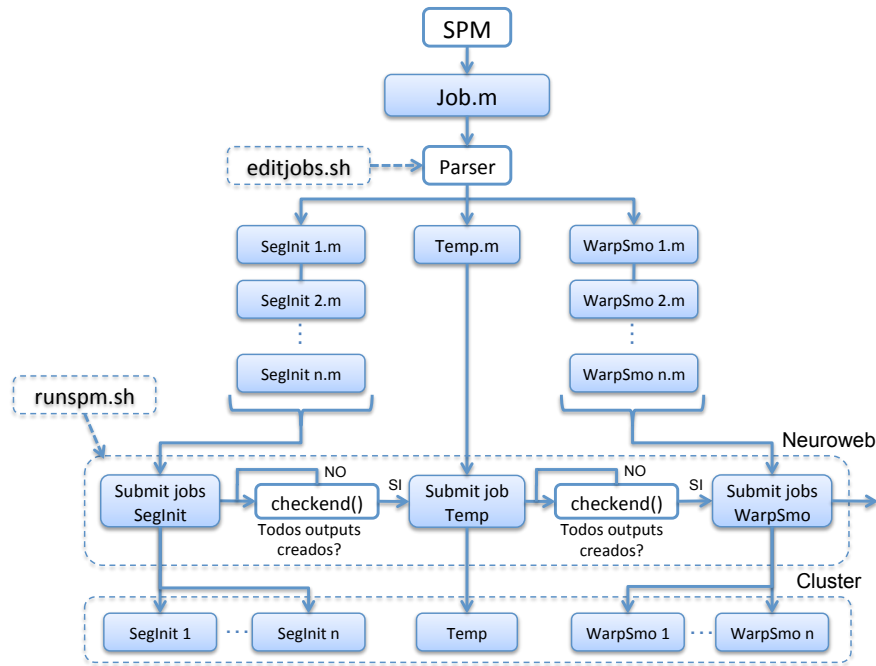 SPM
Job.m
editjobs.sh
Parser
SegInit 1.m
Temp.m
WarpSmo 1.m
SegInit 2.m
WarpSmo 2.m
SegInit n.m
WarpSmo n.m
runspm.sh
Neuroweb
Submit jobs
SegInit
NO
checkend()
SI
Todos outputs
creados?
Submit job
Temp
NO
checkend()
SI
Todos outputs
creados?
Submit jobs
WarpSmo
Cluster
SegInit 1
...
SegInit n
Temp
WarpSmo 1
...
WarpSmo n